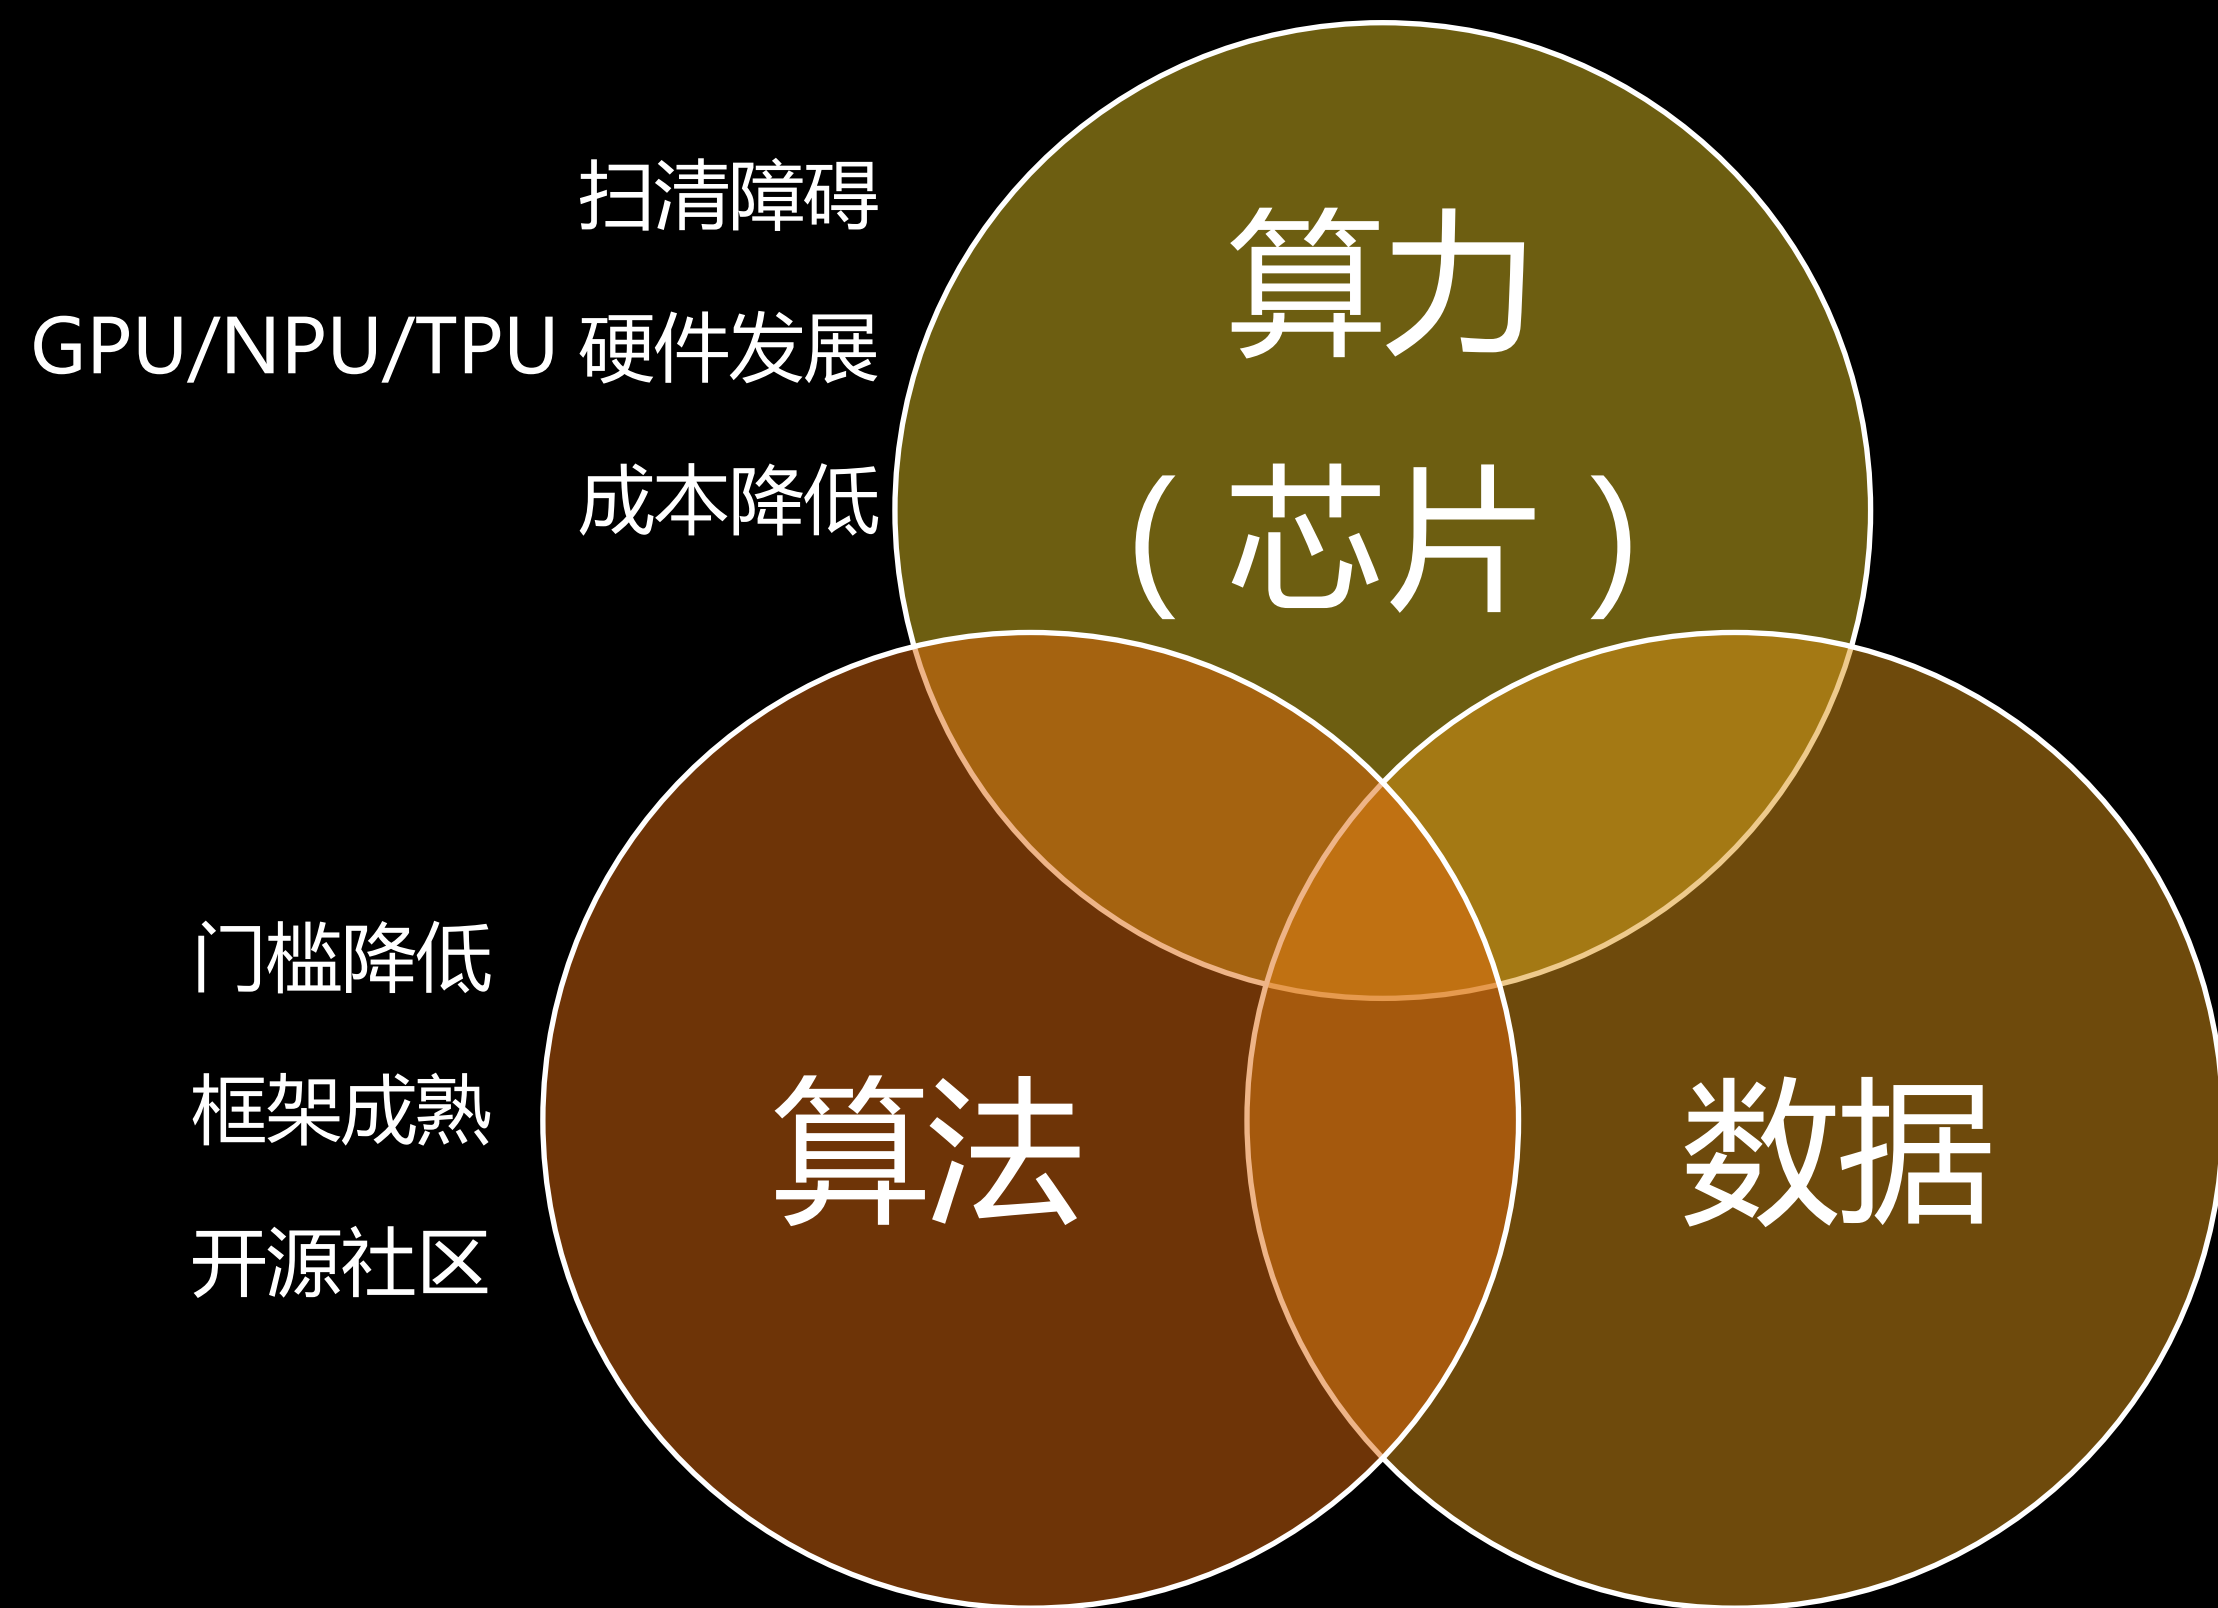 扫清障碍
GPU/NPU/TPU 硬件发展
成本降低
算力
（芯片）
门槛降低
框架成熟
开源社区
算法
数据